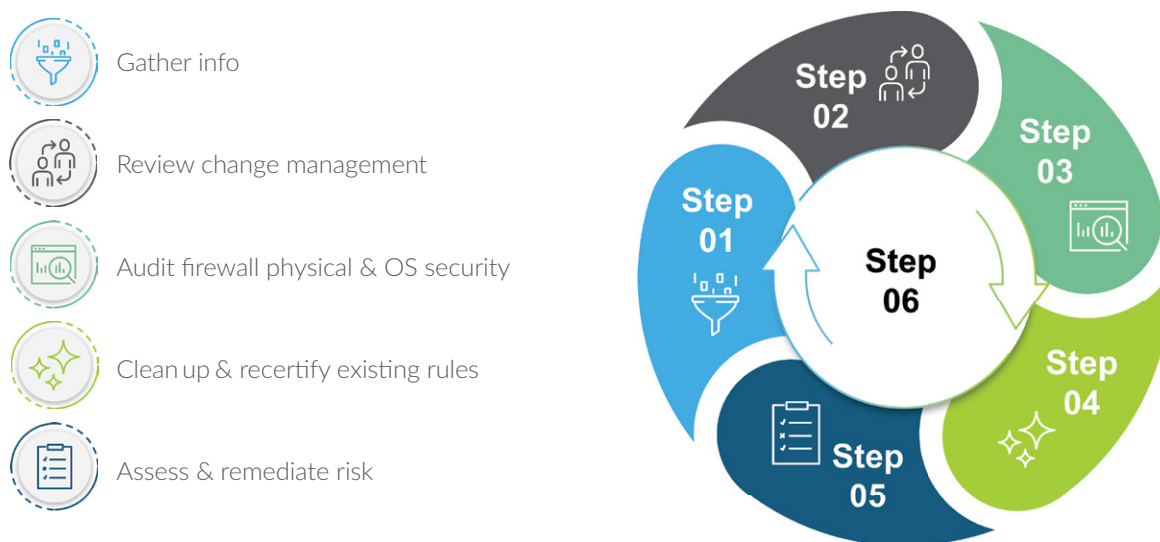 Gather info
Review change management
Audit firewall physical & OS security
Clean up & recertify existing rules
Assess & remediate risk
Step
01
Step
02
Step
03
Step
04
Step
05
Step
06